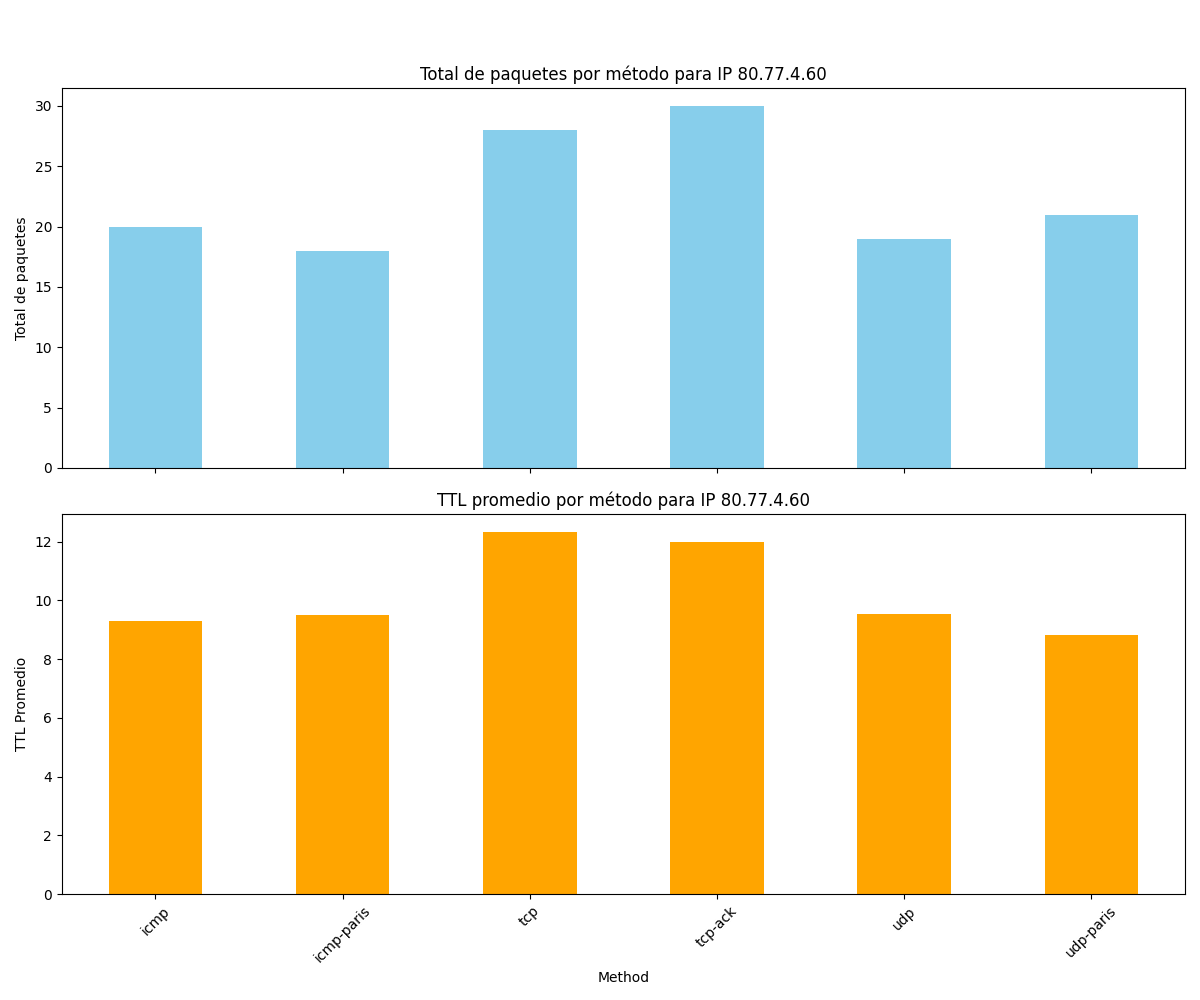 Total de paquetes por método para IP 80.77.4.60
30
25
20
15
10
5
0
Total de paquetes
TTL promedio por método para IP 80.77.4.60
12
10
8
6
4
2
0
TTL Promedio
icmp
icmp-paris
tcp
tcp-ack
udp
udp-paris
Method